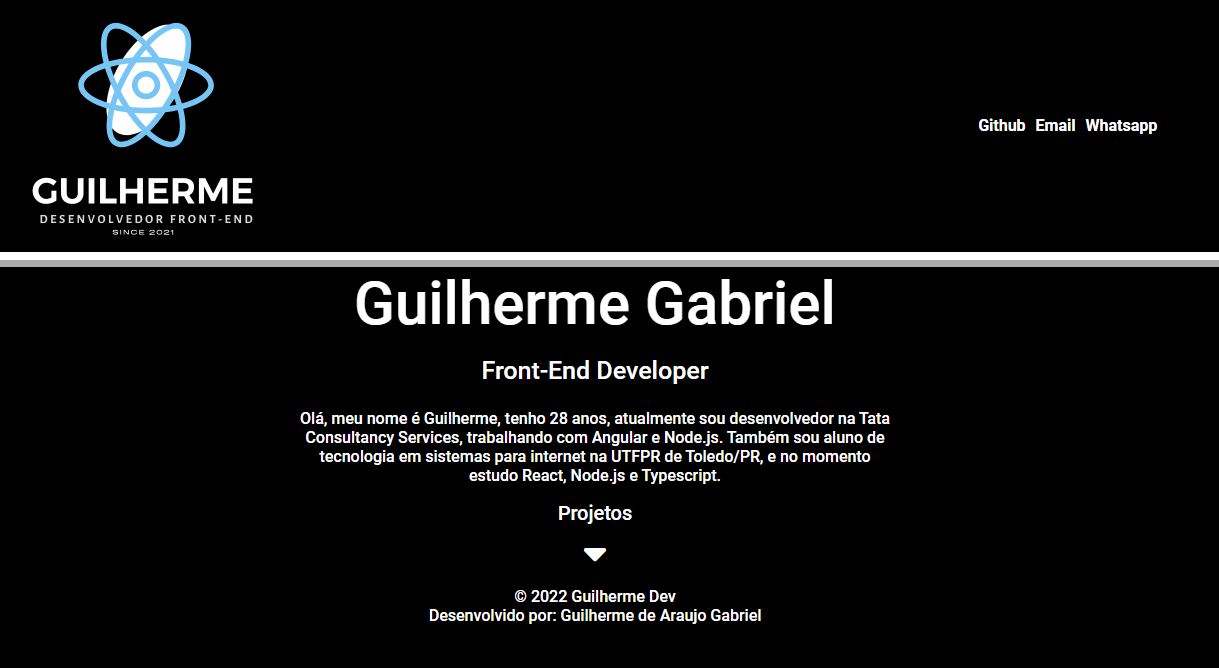 GUILHERME
DESENVOLVEDOR FRONT-END
SINCE 2021
Github Email Whatsapp
Guilherme Gabriel
Front-End Developer
Olá, meu nome é Guilherme, tenho 28 anos, atualmente sou desenvolvedor na Tata
Consultancy Services, trabalhando com Angular e Node.js. Também sou aluno de
tecnologia em sistemas para internet na UTFPR de Toledo/PR, e no momento
estudo React, Node.js e Typescript.
Projetos
© 2022 Guilherme Dev
Desenvolvido por: Guilherme de Araujo Gabriel